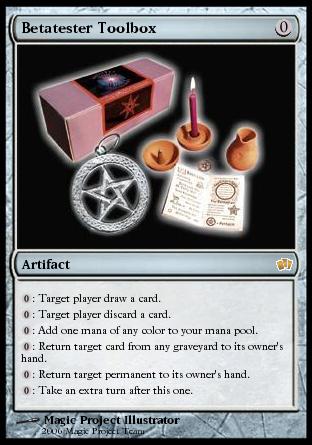 Betatester Toolbox 0
Artifact
0 : Target player draw a card.
0 : Target player discard a card.
0 : Add one mana of any color to your mana pool.
0 : Return target card from any graveyard to its owner's
hand.
0 : Return target permanent to its owner's hand.
0 : Take an extra turn after this one.
Magic Project Illustrator
2006 Magic Project Team